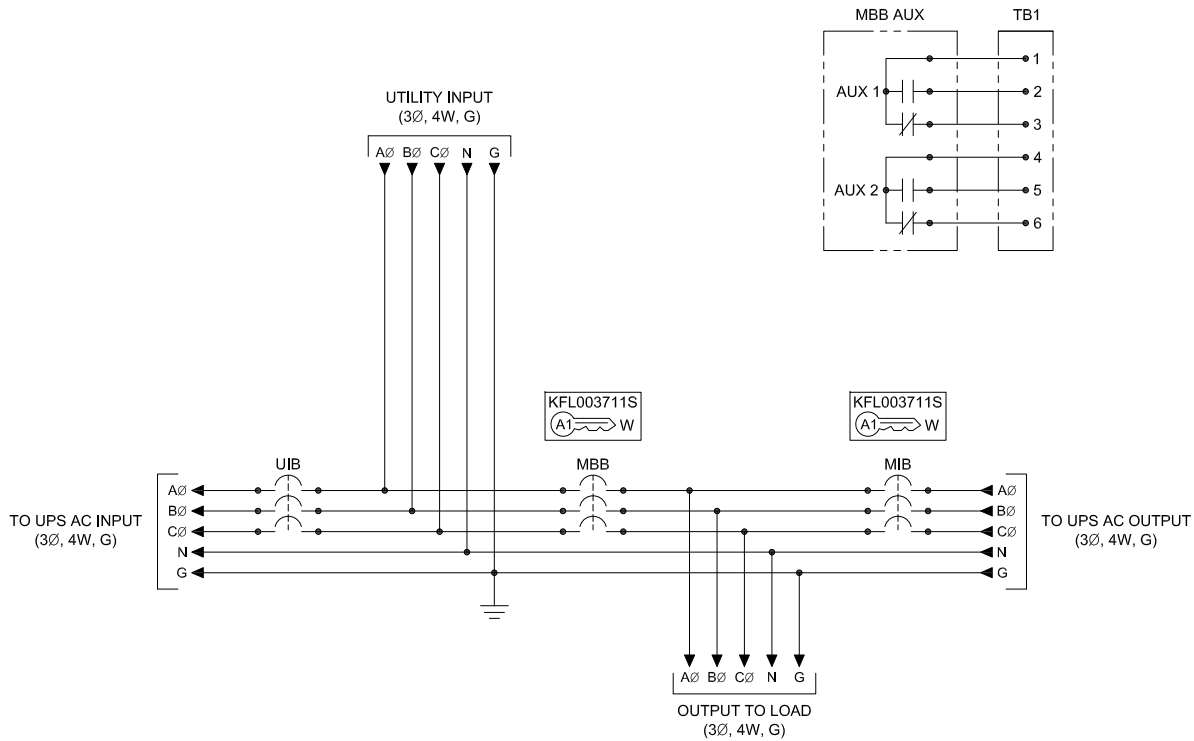 MBB AUX
TB1
AUX 1
1
2
3
AUX 2
4
5
6
UTILITY INPUT
(3Ø, 4W, G)
AØ BØ CØ N G
KFL003711S
A1 W
KFL003711S
A1 W
UIB
MBB
MIB
TO UPS AC INPUT
(3Ø, 4W, G)
AØ
BØ
CØ
N
G
AØ
BØ
CØ
N
G
TO UPS AC OUTPUT
(3Ø, 4W, G)
AØ BØ CØ N G
OUTPUT TO LOAD
(3Ø, 4W, G)